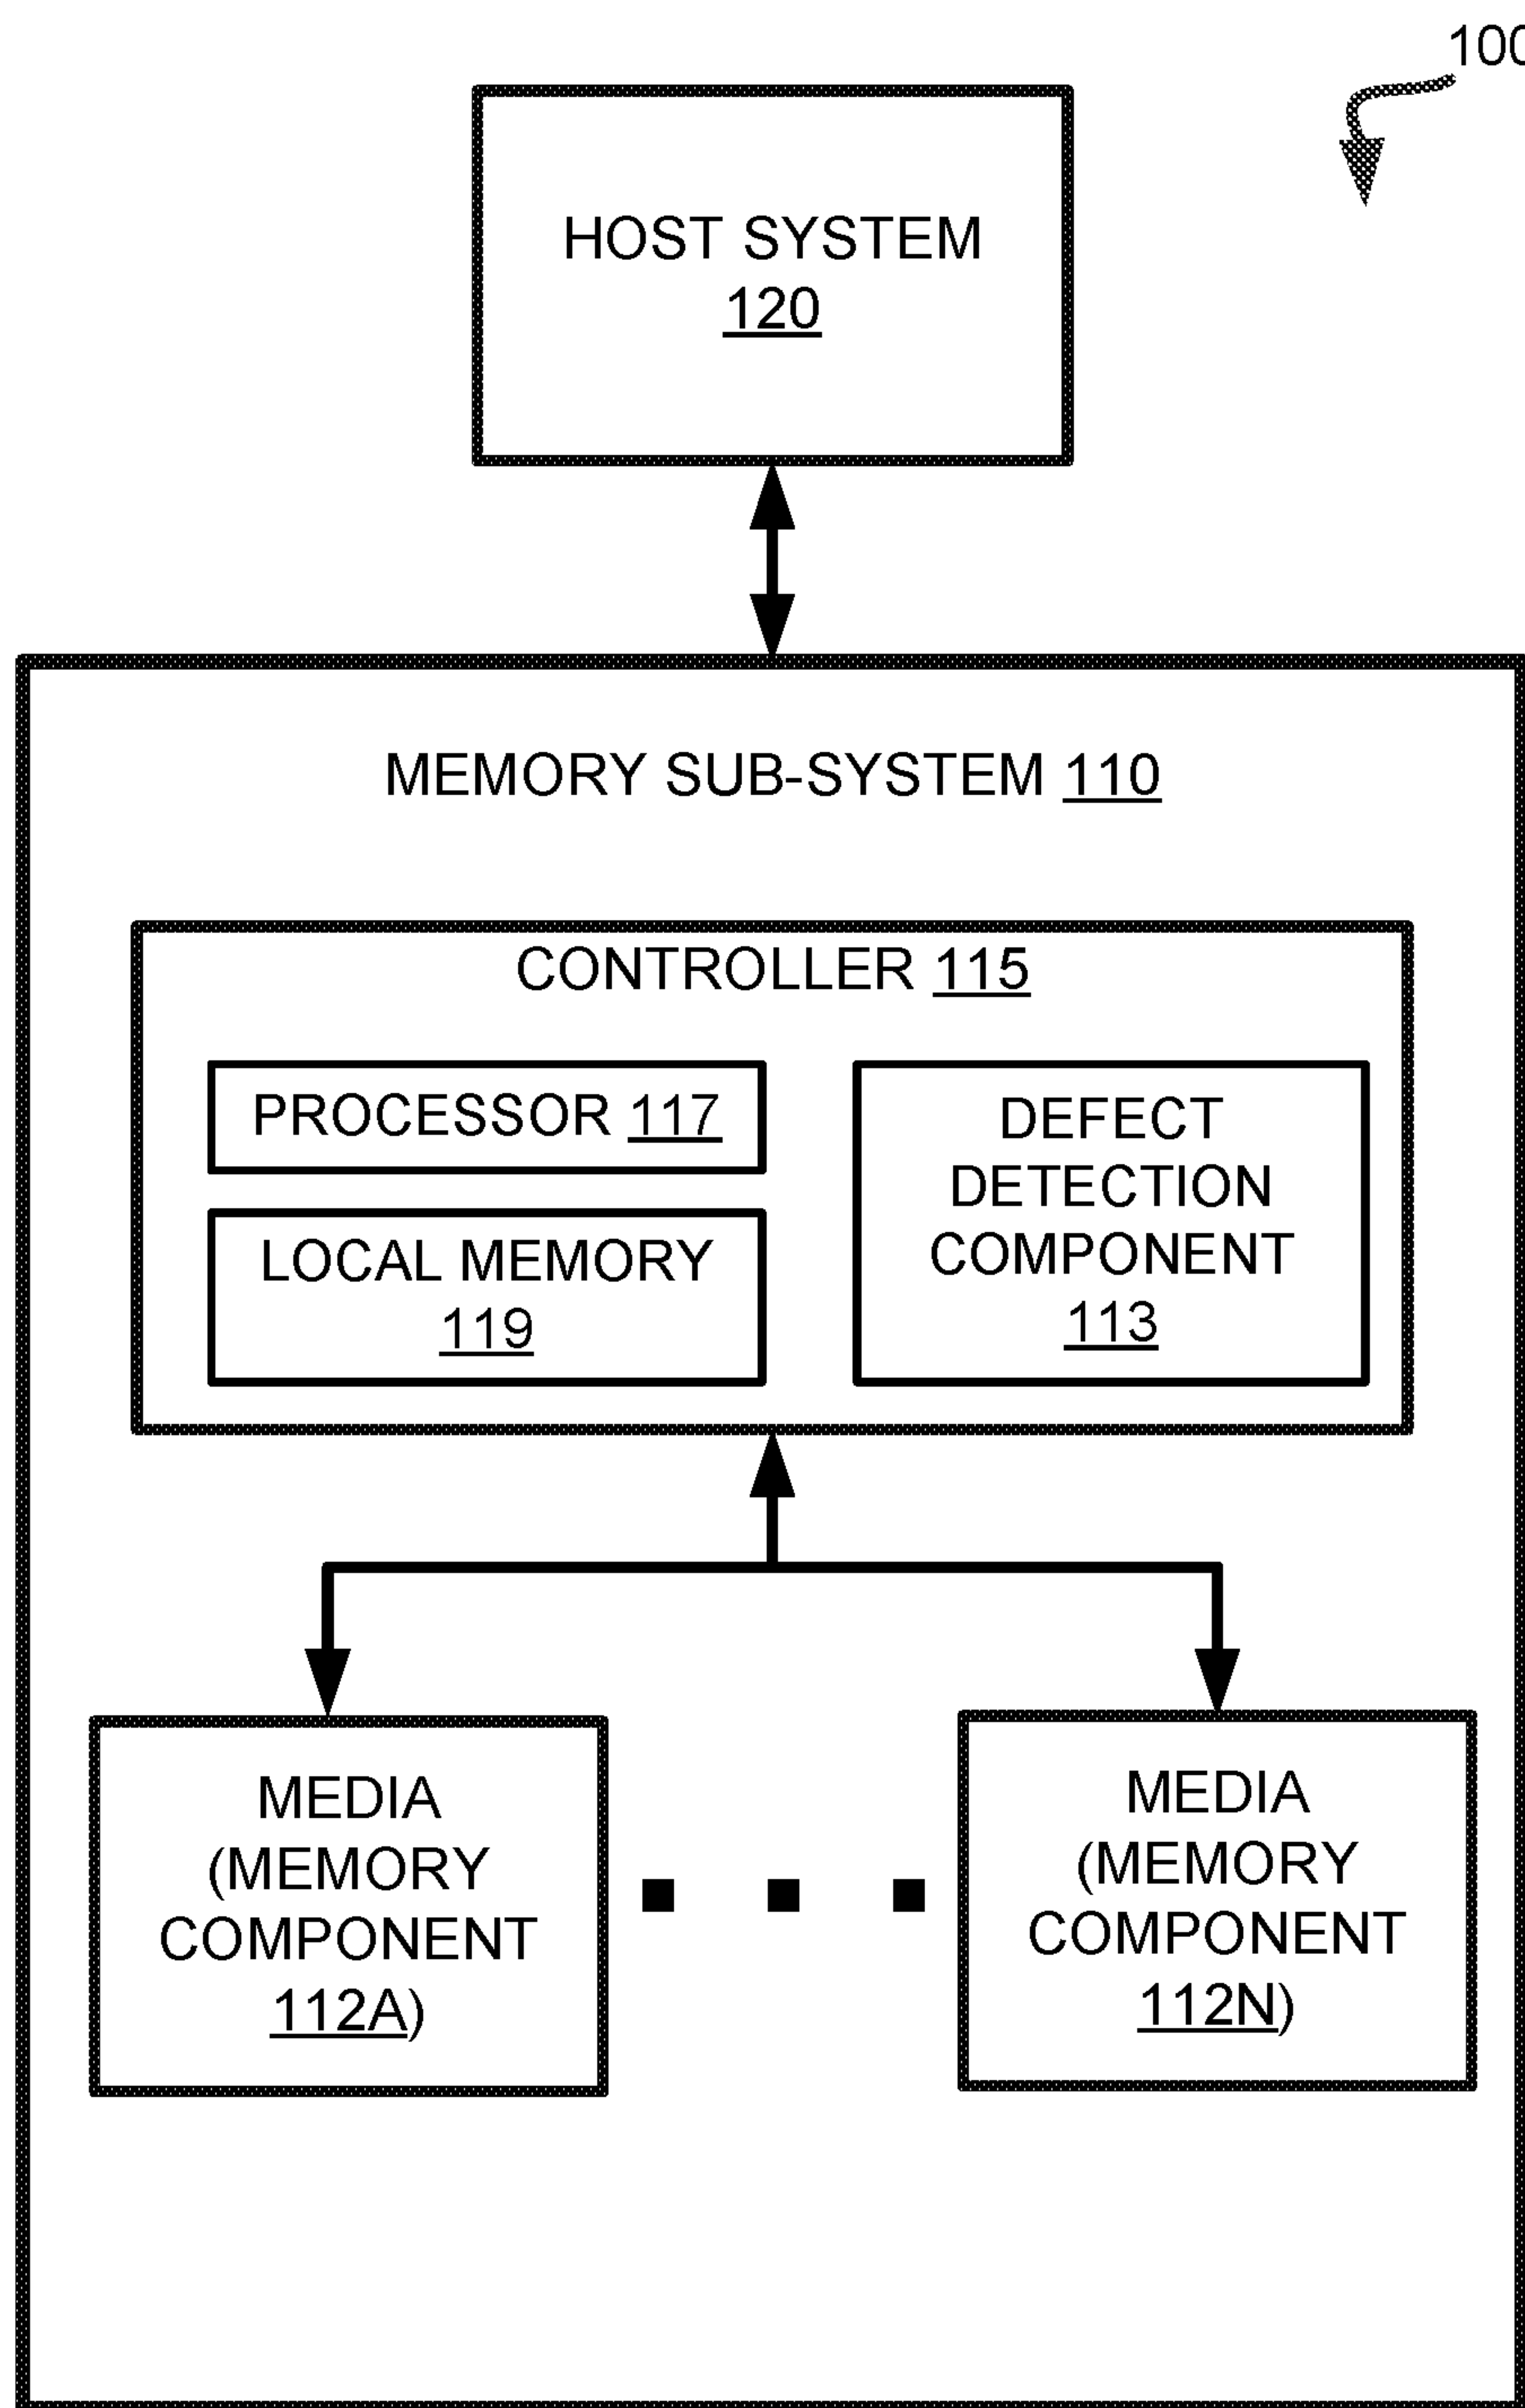 100
HOST SYSTEM
120
MEMORY SUB-SYSTEM 110
CONTROLLER 115
PROCESSOR 117
LOCAL MEMORY
119
DEFECT
DETECTION
COMPONENT
113
MEDIA
(MEMORY
COMPONENT
112A)
MEDIA
(MEMORY
COMPONENT
112N)